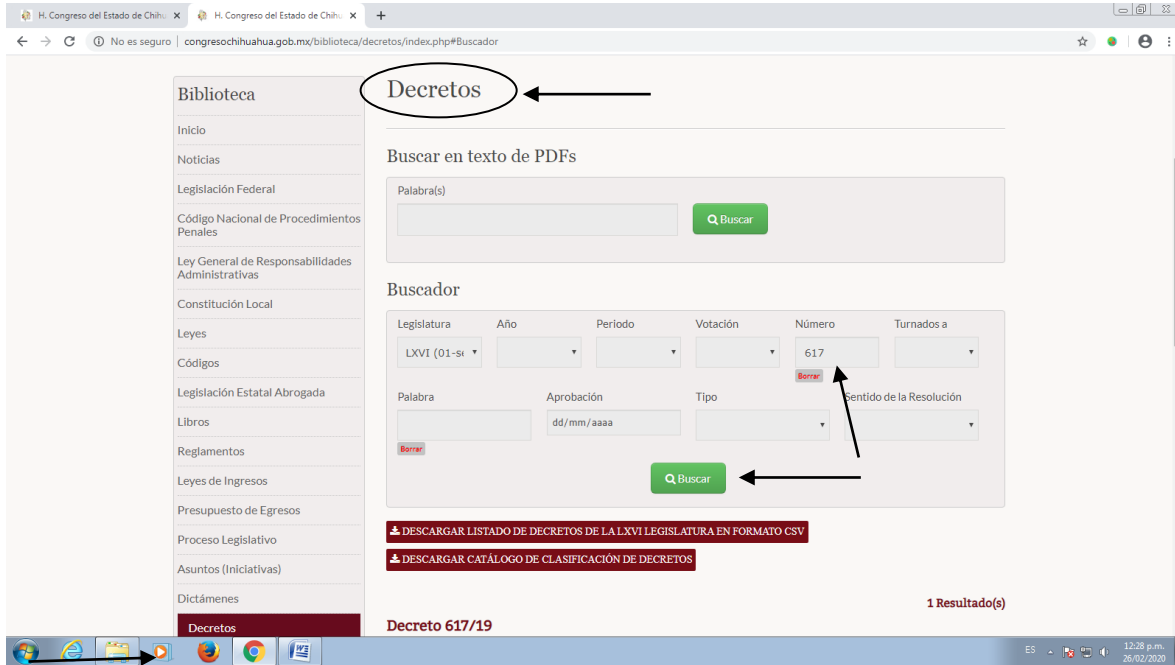 H. Congreso del Estado de Chihu
H. Congreso del Estado de Chihu
No es seguro | congresochihuahua.gob.mx/biblioteca/decretos/index.php#Buscador
Biblioteca
Inicio
Noticias
Legislación Federal
Código Nacional de Procedimientos
Penales
Ley General de Responsabilidades
Administrativas
Constitución Local
Leyes
Códigos
Legislación Estatal Abrogada
Libros
Reglamentos
Leyes de Ingresos
Presupuesto de Egresos
Proceso Legislativo
Asuntos (Iniciativas)
Dictámenes
Decretos
Decretos
Buscar en texto de PDFs
Palabra(s)
Buscar
Buscador
Legislatura Año Periodo Votación Número Turnados a
LXVI (01-se 617
Borrar
Palabra Aprobación Tipo Sentido de la Resolución
dd/mm/aaaa
Borrar
Buscar
DESCARGAR LISTADO DE DECRETOS DE LA LXVI LEGISLATURA EN FORMATO CSV
DESCARGAR CATÁLOGO DE CLASIFICACIÓN DE DECRETOS
1 Resultado(s)
Decreto 617/19
ES 12:28 p.m.
26/02/2020